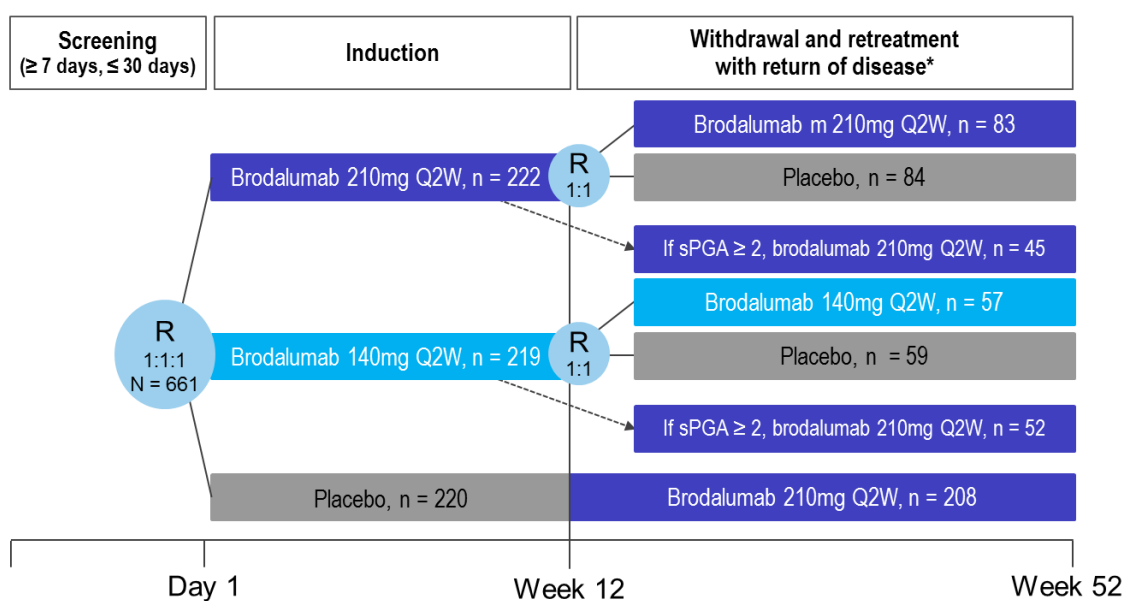 Screening
(≥ 7 days, ≤ 30 days)
Induction
Withdrawal and retreatment
with return of disease*
Brodalumab m 210mg Q2W, n = 83
Brodalumab 210mg Q2W, n = 222
R
1:1
Placebo, n = 84
If sPGA ≥ 2, brodalumab 210mg Q2W, n = 45
Brodalumab 140mg Q2W, n = 57
R
1:1:1
N = 661
Brodalumab 140mg Q2W, n = 219
R
1:1
Placebo, n = 59
If sPGA ≥ 2, brodalumab 210mg Q2W, n = 52
Placebo, n = 220
Brodalumab 210mg Q2W, n = 208
Day 1
Week 12
Week 52